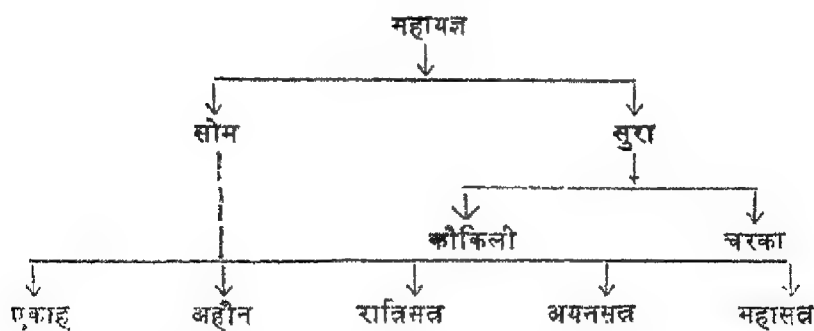 महायज्ञ
सोम सुरा
कौकिली चरका
एकाह अहीन रात्रिसत्र अयनसत्र महासत्र